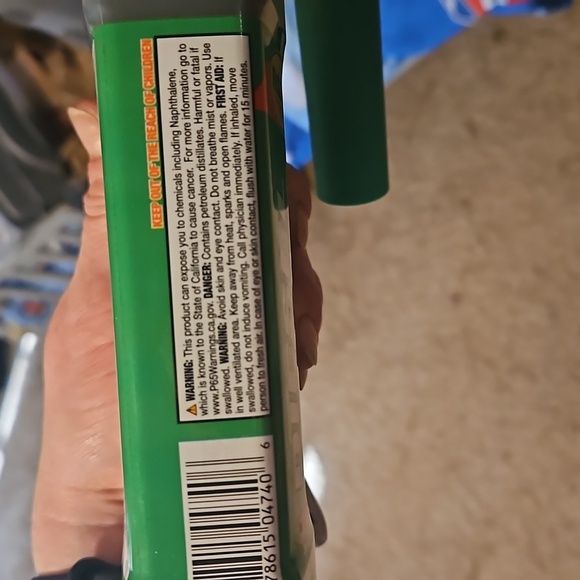 KEEP OUT OF THE REACH OF CHILDREN
⚠ WARNING: This product can expose you to chemicals including Naphthalene,
which is known to the State of California to cause cancer. For more information go to
www.P65Warnings.ca.gov. DANGER: Contains petroleum distillates. Harmful or fatal if
swallowed. WARNING: Avoid skin and eye contact. Do not breathe mist or vapors. Use
in well ventilated area. Keep away from heat, sparks and open flames. FIRST AID: If
swallowed, do not induce vomiting. Call physician immediately. If inhaled, move
person to fresh air. In case of eye or skin contact, flush with water for 15 minutes.
78615 04740 6